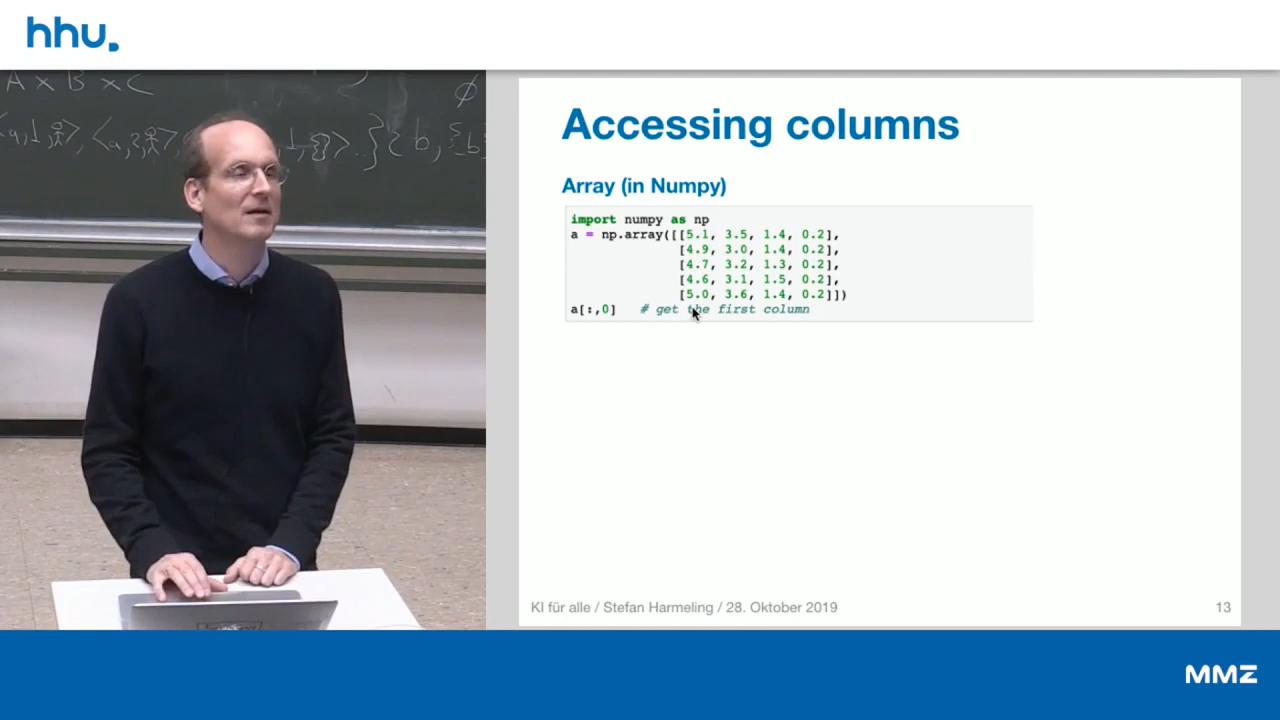 hhu.
A x B x C
Accessing columns
Array (in Numpy)
import numpy as np
a = np.array([[5.1, 3.5, 1.4, 0.2],
[4.9, 3.0, 1.4, 0.2],
[4.7, 3.2, 1.3, 0.2],
[4.6, 3.1, 1.5, 0.2],
[5.0, 3.6, 1.4, 0.2]])
a[:,0] # get the first column
KI für alle / Stefan Harmeling / 28. Oktober 2019
13
MMZ